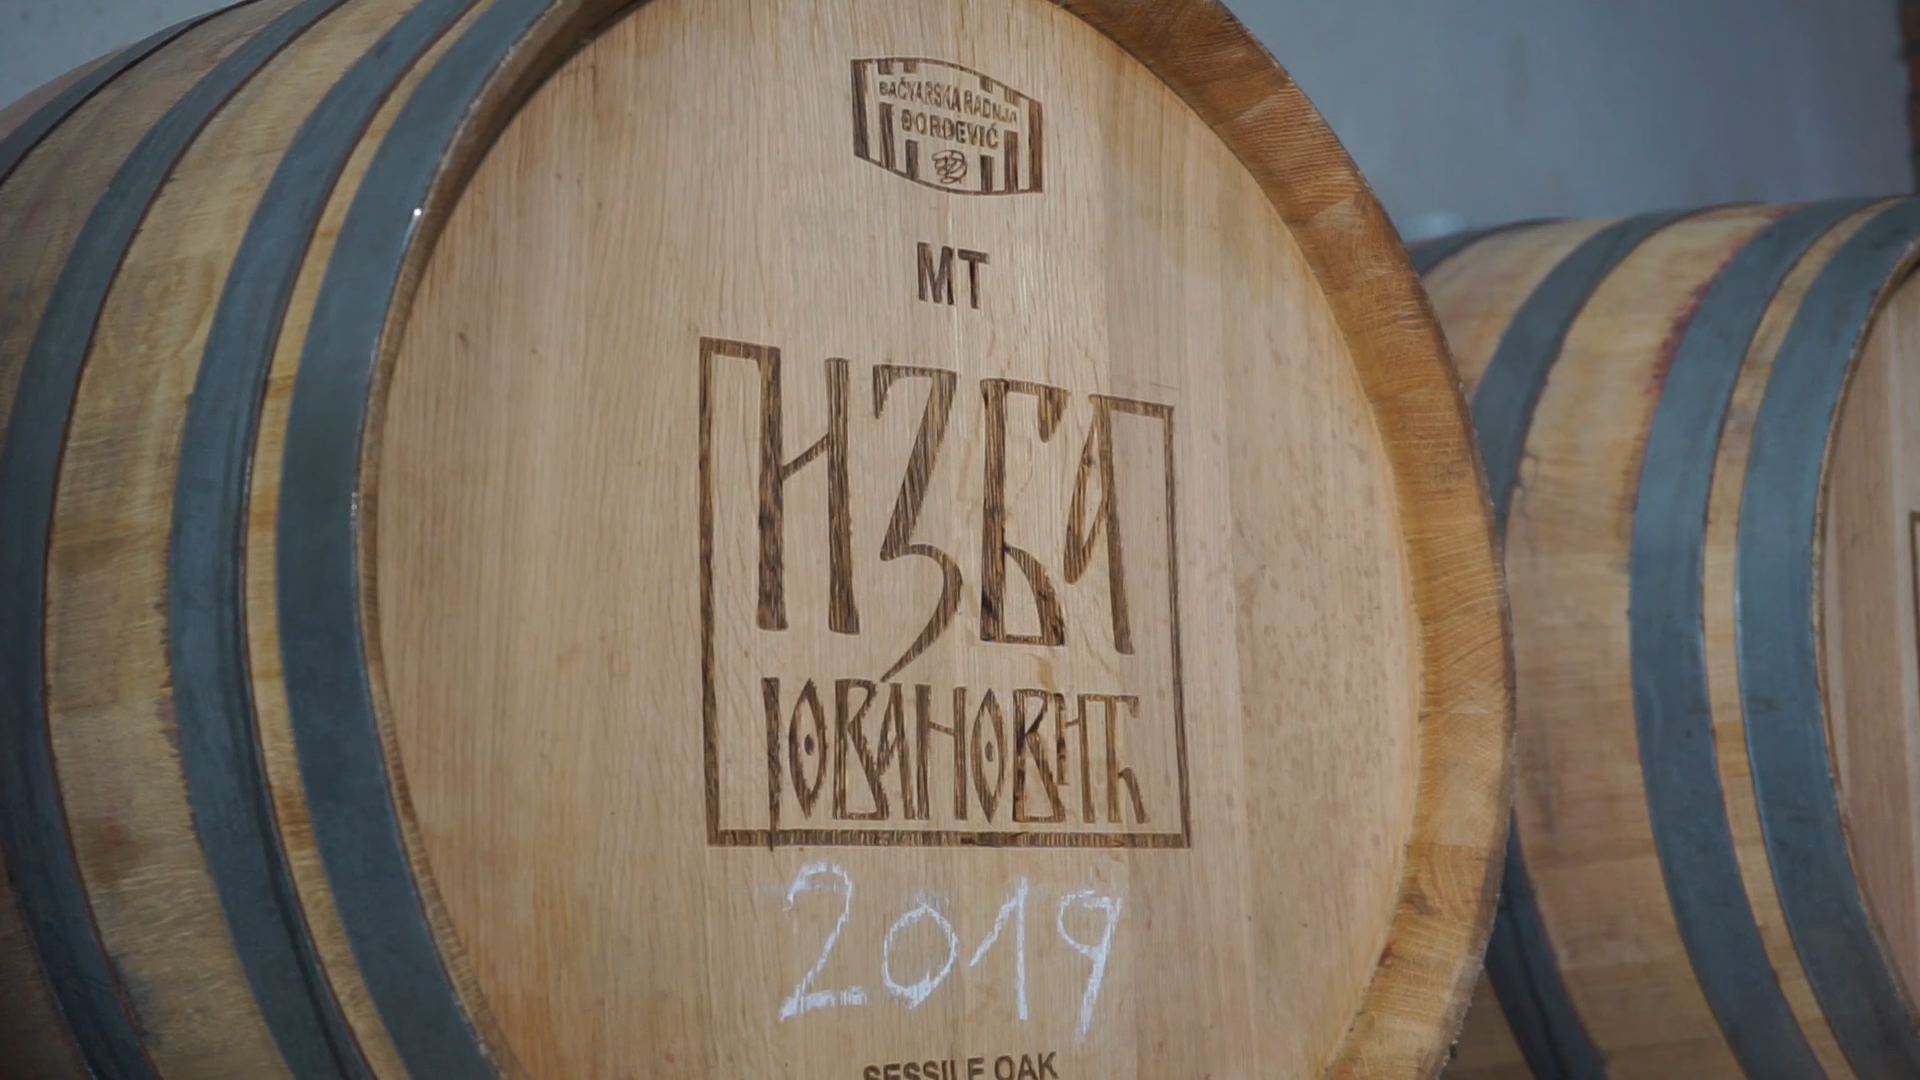 BAČVARSKA RADNJA
ĐORĐEVIĆ
MT
ИЗБА
ЈОВАНОВИЋ
2019
SESSILE OAK